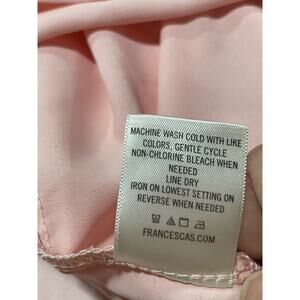 MACHINE WASH COLD WITH LIKE
COLORS, GENTLE CYCLE
NON-CHLORINE BLEACH WHEN
NEEDED
LINE DRY
IRON ON LOWEST SETTING ON
REVERSE WHEN NEEDED
FRANCESCAS.COM